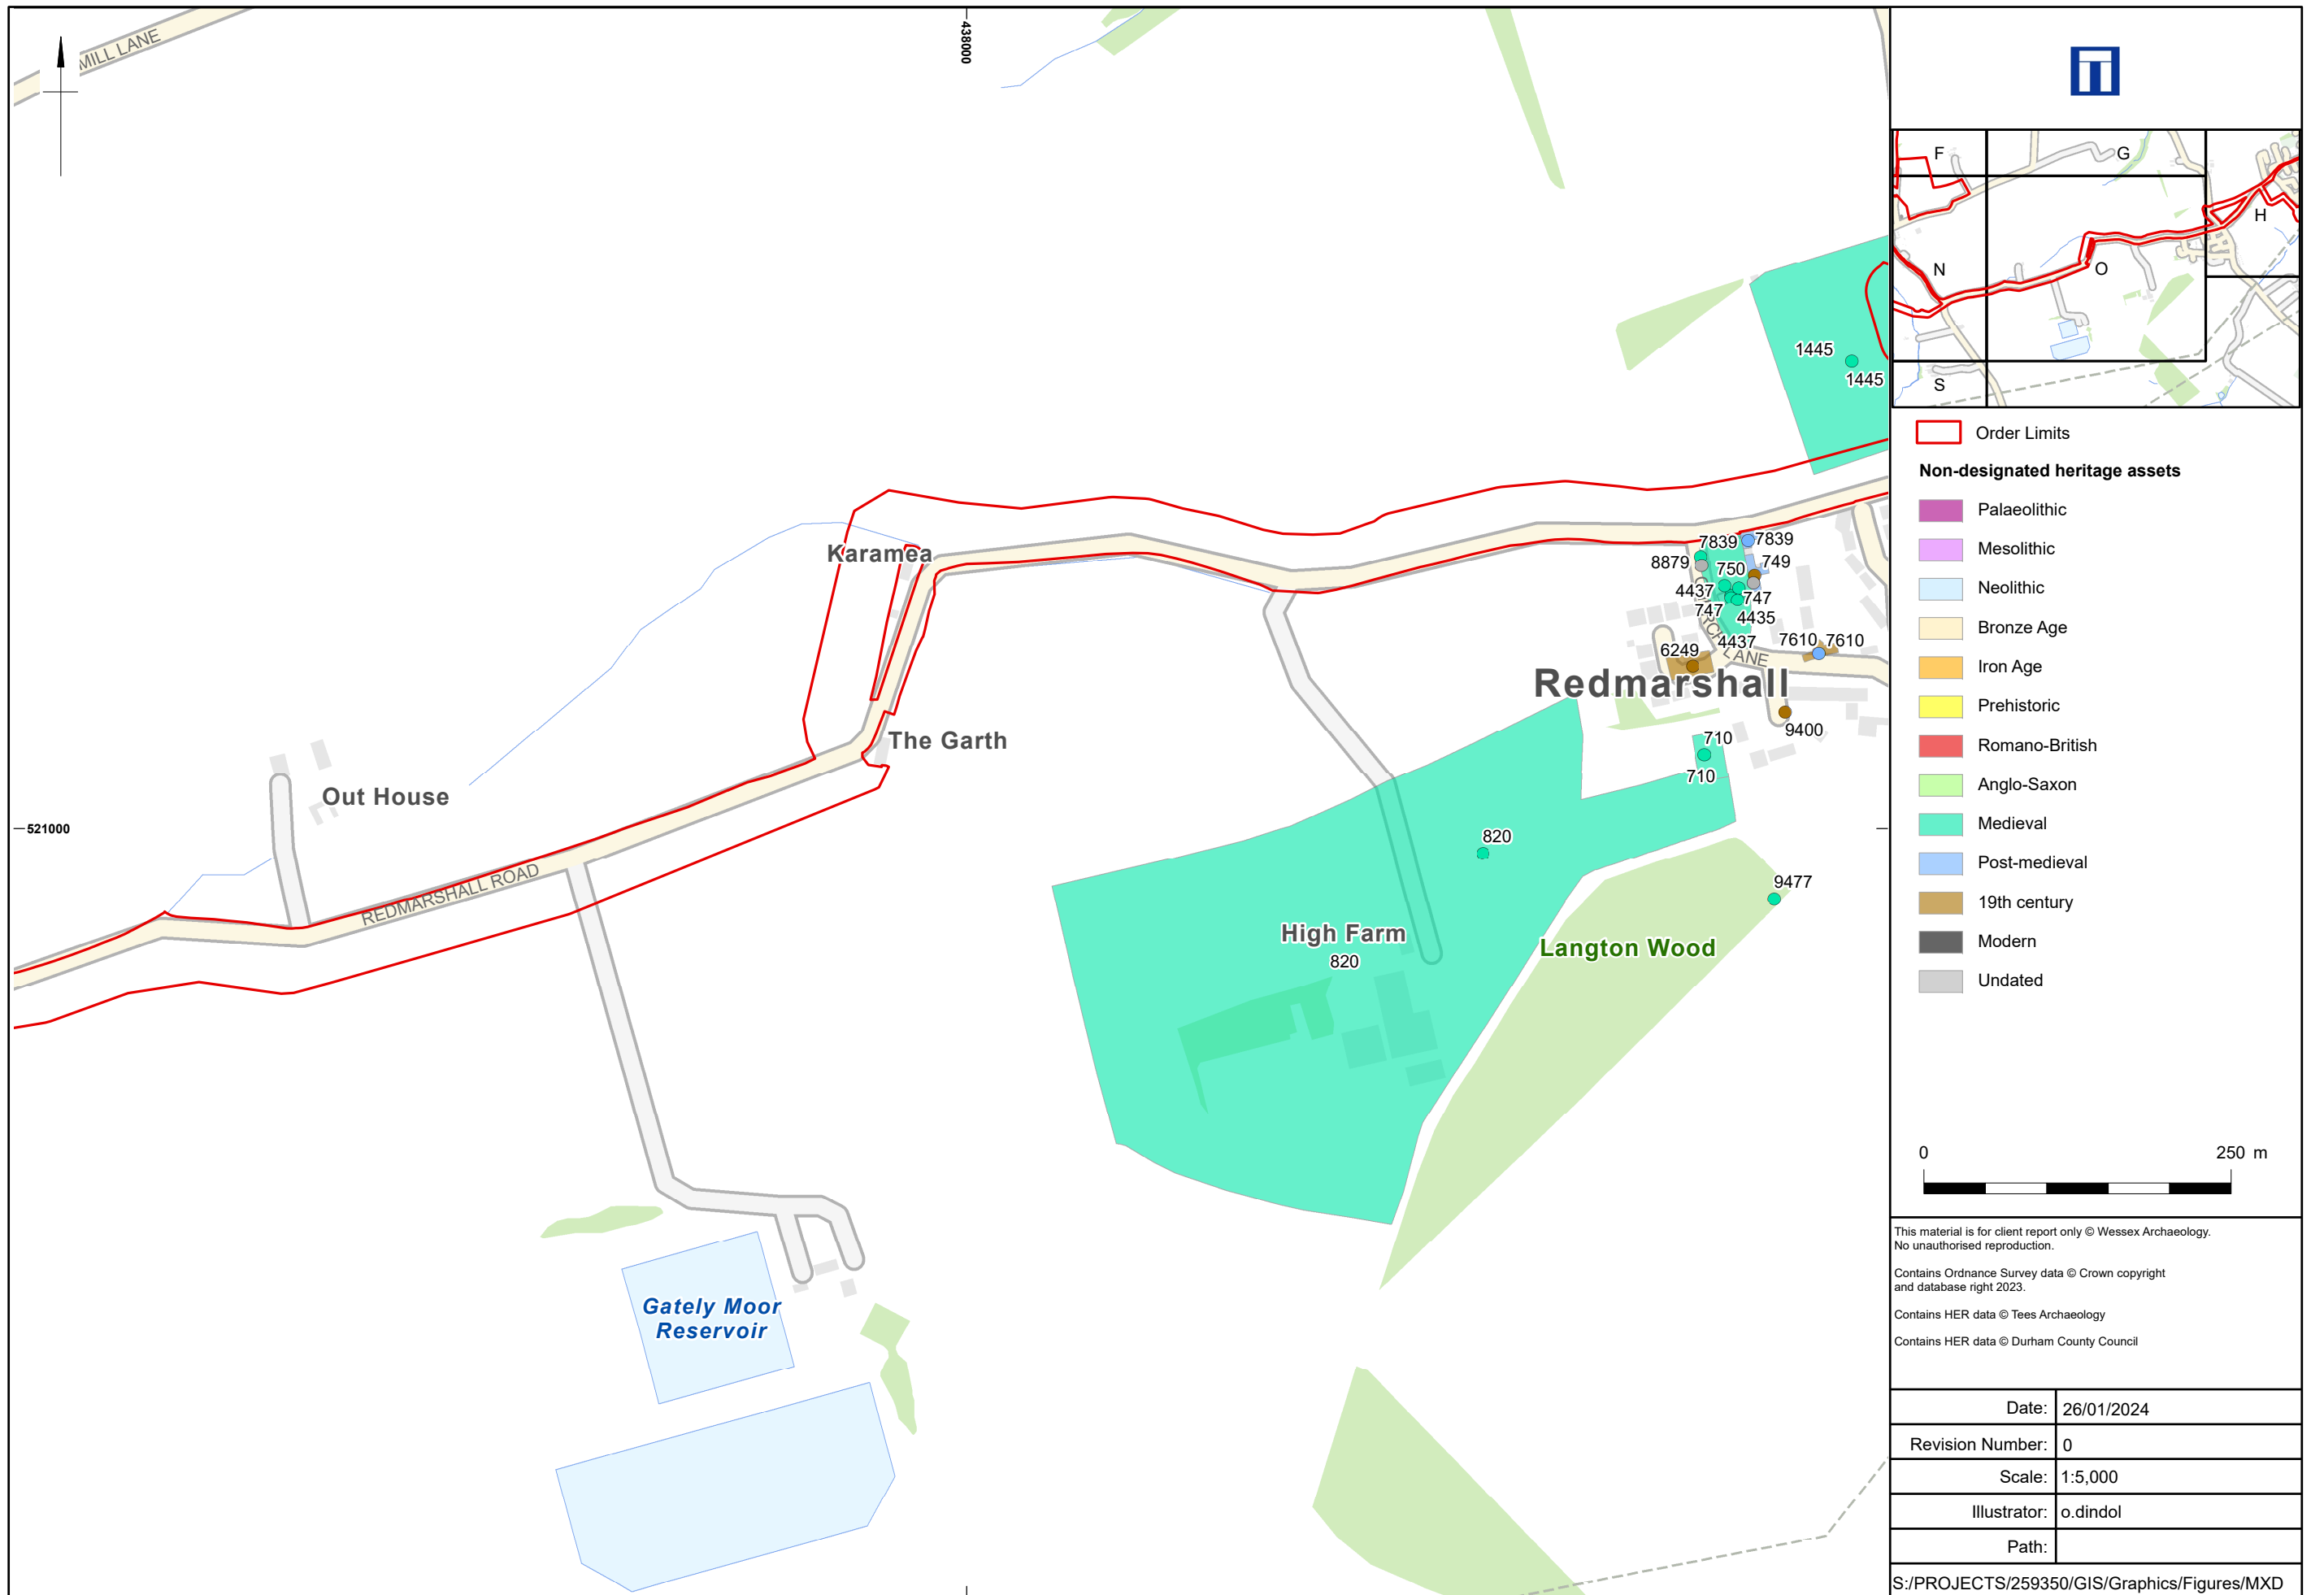 MILL LANE
438000
1445
1445
Karamea
7839
7839
8879
750
749
4437
747
747
4435
4437
7610
7610
6249
LANE
Redmarshall
The Garth
9400
710
710
Out House
521000
820
REDMARSHALL ROAD
9477
High Farm
820
Langton Wood
Gately Moor
Reservoir
F
G
H
N
O
S
Order Limits
Non-designated heritage assets
Palaeolithic
Mesolithic
Neolithic
Bronze Age
Iron Age
Prehistoric
Romano-British
Anglo-Saxon
Medieval
Post-medieval
19th century
Modern
Undated
0 250 m
This material is for client report only © Wessex Archaeology.
No unauthorised reproduction.
Contains Ordnance Survey data © Crown copyright
and database right 2023.
Contains HER data © Tees Archaeology
Contains HER data © Durham County Council
Date: 26/01/2024
Revision Number: 0
Scale: 1:5,000
Illustrator: o.dindol
Path:
S:/PROJECTS/259350/GIS/Graphics/Figures/MXD